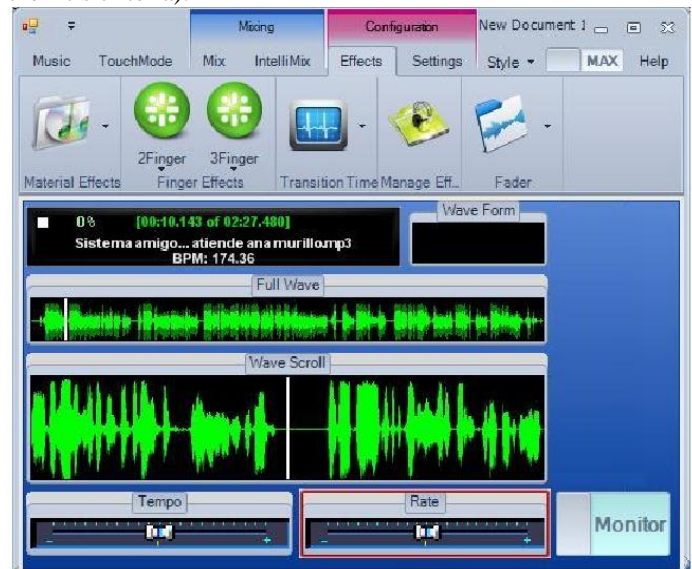 Mixing
Configuration
New Document 1
Music
TouchMode
Mix
IntelliMix
Effects
Settings
Style
MAX
Help
2Finger
3Finger
Material Effects
Finger Effects
Transition Time
Manage Eff...
Fader
0%
[00:10.143 of 02:27.480]
Sistema amigo... atiende ana murillo.mp3
BPM: 174.36
Wave Form
Full Wave
Wave Scroll
Tempo
Rate
- +
- +
Monitor